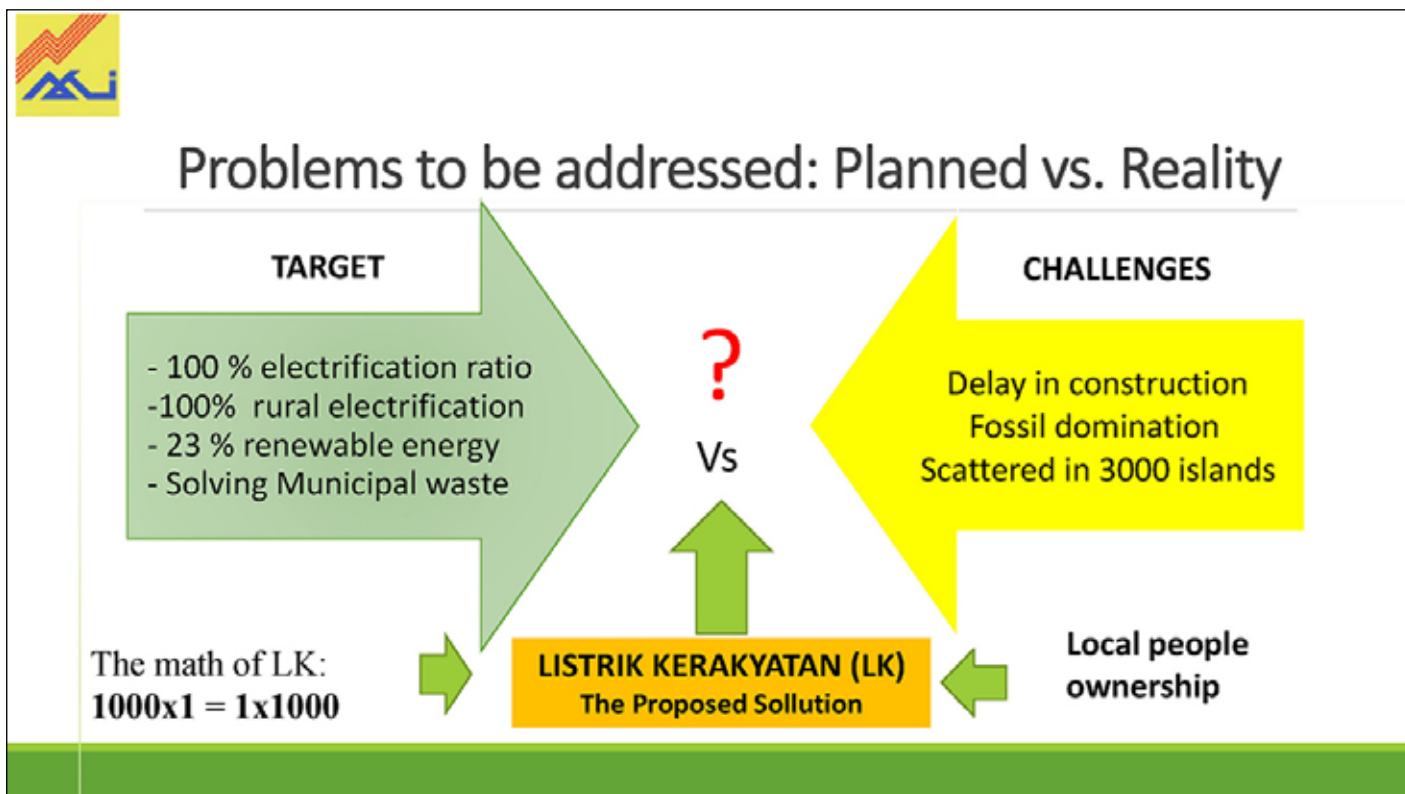 Problems to be addressed: Planned vs. Reality
TARGET
- 100 % electrification ratio
-100% rural electrification
- 23 % renewable energy
- Solving Municipal waste
?
Vs
CHALLENGES
Delay in construction
Fossil domination
Scattered in 3000 islands
The math of LK:
1000x1 = 1x1000
LISTRIK KERAKYATAN (LK)
The Proposed Sollution
Local people
ownership